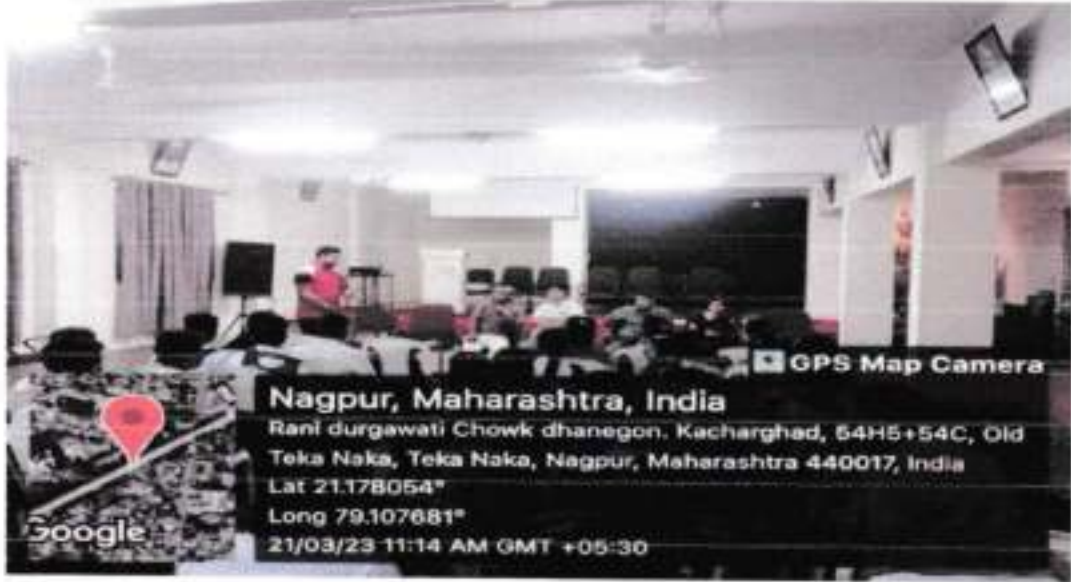 GPS Map Camera
Nagpur, Maharashtra, India
Rani durgawati Chowk dhanegon. Kacharghad, 54H5+54C, Old
Teka Naka, Teka Naka, Nagpur, Maharashtra 440017, India
Lat 21.178054°
Long 79.107681°
21/03/23 11:14 AM GMT +05:30
Google